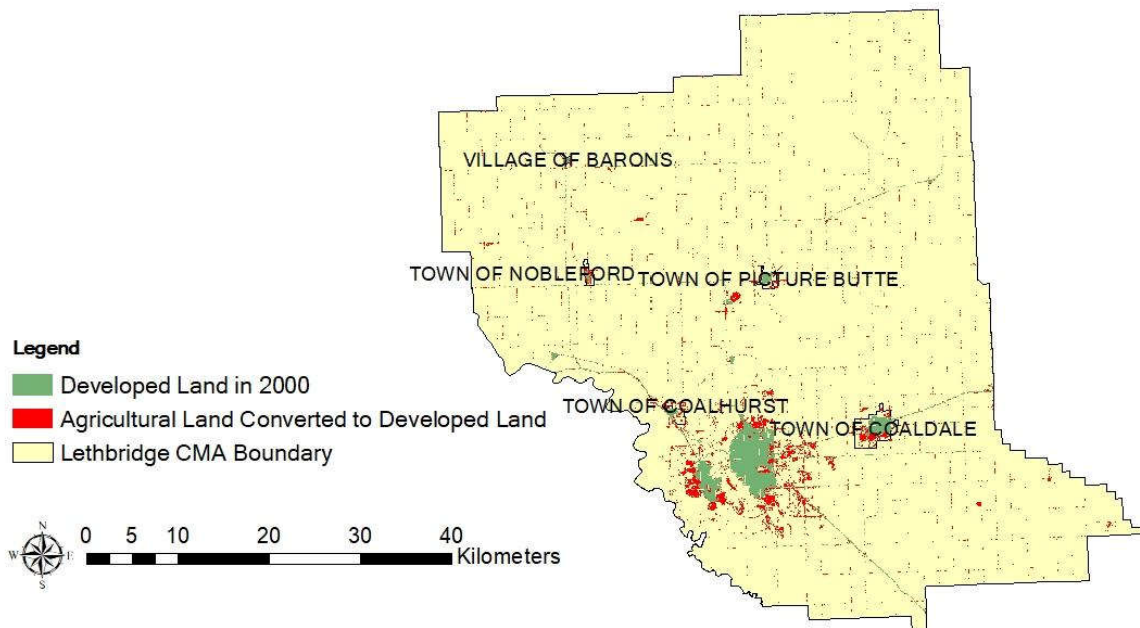 VILLAGE OF BARONS
TOWN OF NOBLEFORD
TOWN OF PICTURE BUTTE
TOWN OF COALHURST
TOWN OF COALDALE
Legend
Developed Land in 2000
Agricultural Land Converted to Developed Land
Lethbridge CMA Boundary
N
W E
S
0 5 10 20 30 40
Kilometers